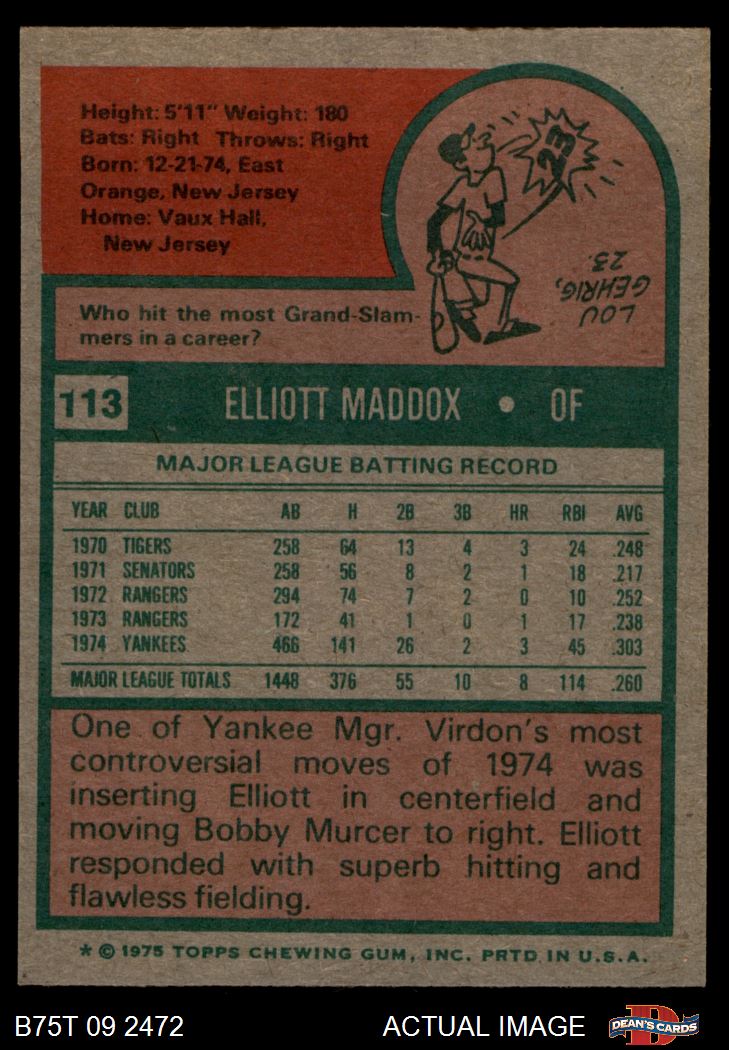 Height: 5'11" Weight: 180
Bats: Right Throws: Right
Born: 12-21-74, East
Orange, New Jersey
Home: Vaux Hall,
New Jersey
23
LOU
GEHRIG,
23.
Who hit the most Grand-Slam-
mers in a career?
113 ELLIOTT MADDOX • OF
MAJOR LEAGUE BATTING RECORD
YEAR CLUB AB H 2B 3B HR RBI AVG
1970 TIGERS 258 64 13 4 3 24 .248
1971 SENATORS 258 56 8 2 1 18 .217
1972 RANGERS 294 74 7 2 0 10 .252
1973 RANGERS 172 41 1 0 1 17 .238
1974 YANKEES 466 141 26 2 3 45 .303
MAJOR LEAGUE TOTALS 1448 376 55 10 8 114 .260
One of Yankee Mgr. Virdon's most
controversial moves of 1974 was
inserting Elliott in centerfield and
moving Bobby Murcer to right. Elliott
responded with superb hitting and
flawless fielding.
* © 1975 TOPPS CHEWING GUM, INC. PRTD IN U.S.A.
B75T 09 2472 ACTUAL IMAGE DEAN'S CARDS